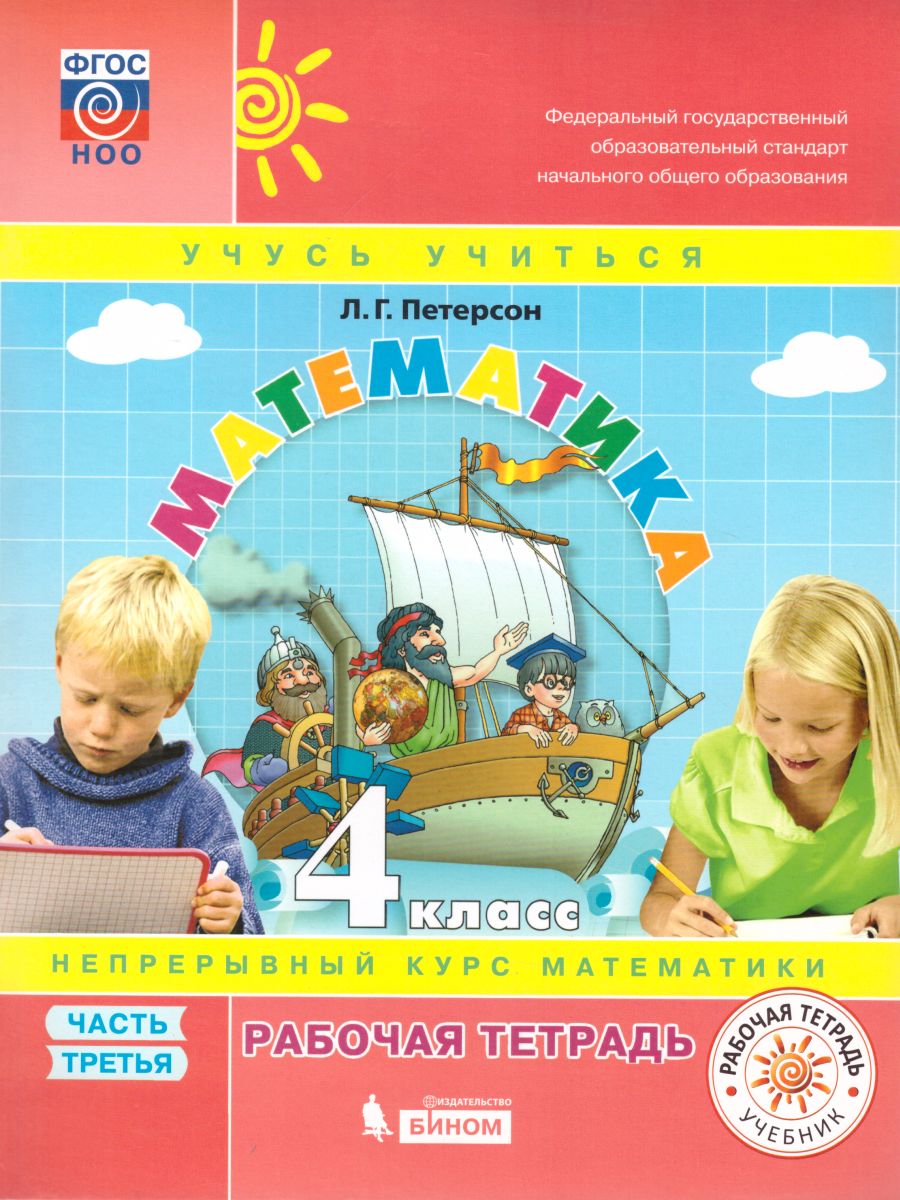 ФГОС
НОО
Федеральный государственный
образовательный стандарт
начального общего образования
УЧУСЬ УЧИТЬСЯ
Л. Г. Петерсон
МАТЕМАТИКА
4 класс
НЕПРЕРЫВНЫЙ КУРС МАТЕМАТИКИ
ЧАСТЬ
ТРЕТЬЯ
РАБОЧАЯ ТЕТРАДЬ
ИЗДАТЕЛЬСТВО
БИНОМ
РАБОЧАЯ ТЕТРАДЬ
УЧЕБНИК